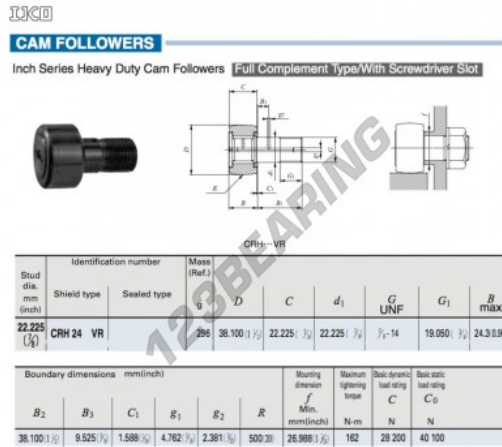 IKO
CAM FOLLOWERS
Inch Series Heavy Duty Cam Followers Full Complement Type/With Screwdriver Slot
C
B3
D
R
d1
G
C1
G1
B
B2
f
CRH…VR
123BEARING
Stud dia. mm (inch)
Identification number
Shield type
Sealed type
Mass (Ref.) g
D
C
d1
G UNF
G1
B max
22.225 (7/8)
CRH 24 VR
296
38.100(1 1/2)
22.225( 7/8)
22.225( 7/8)
7/8-14
19.050( 3/4)
Boundary dimensions mm(inch)
Mounting dimension f Min. mm(inch)
Maximum tightening torque N-m
Basic dynamic load rating C N
Basic static load rating C0 N
B2
B3
C1
g1
g2
R
38.100(1 1/2)
9.525(3/8)
1.588(1/16)
4.762(3/16)
2.381(3/32)
500(20)
162
28 200
40 100